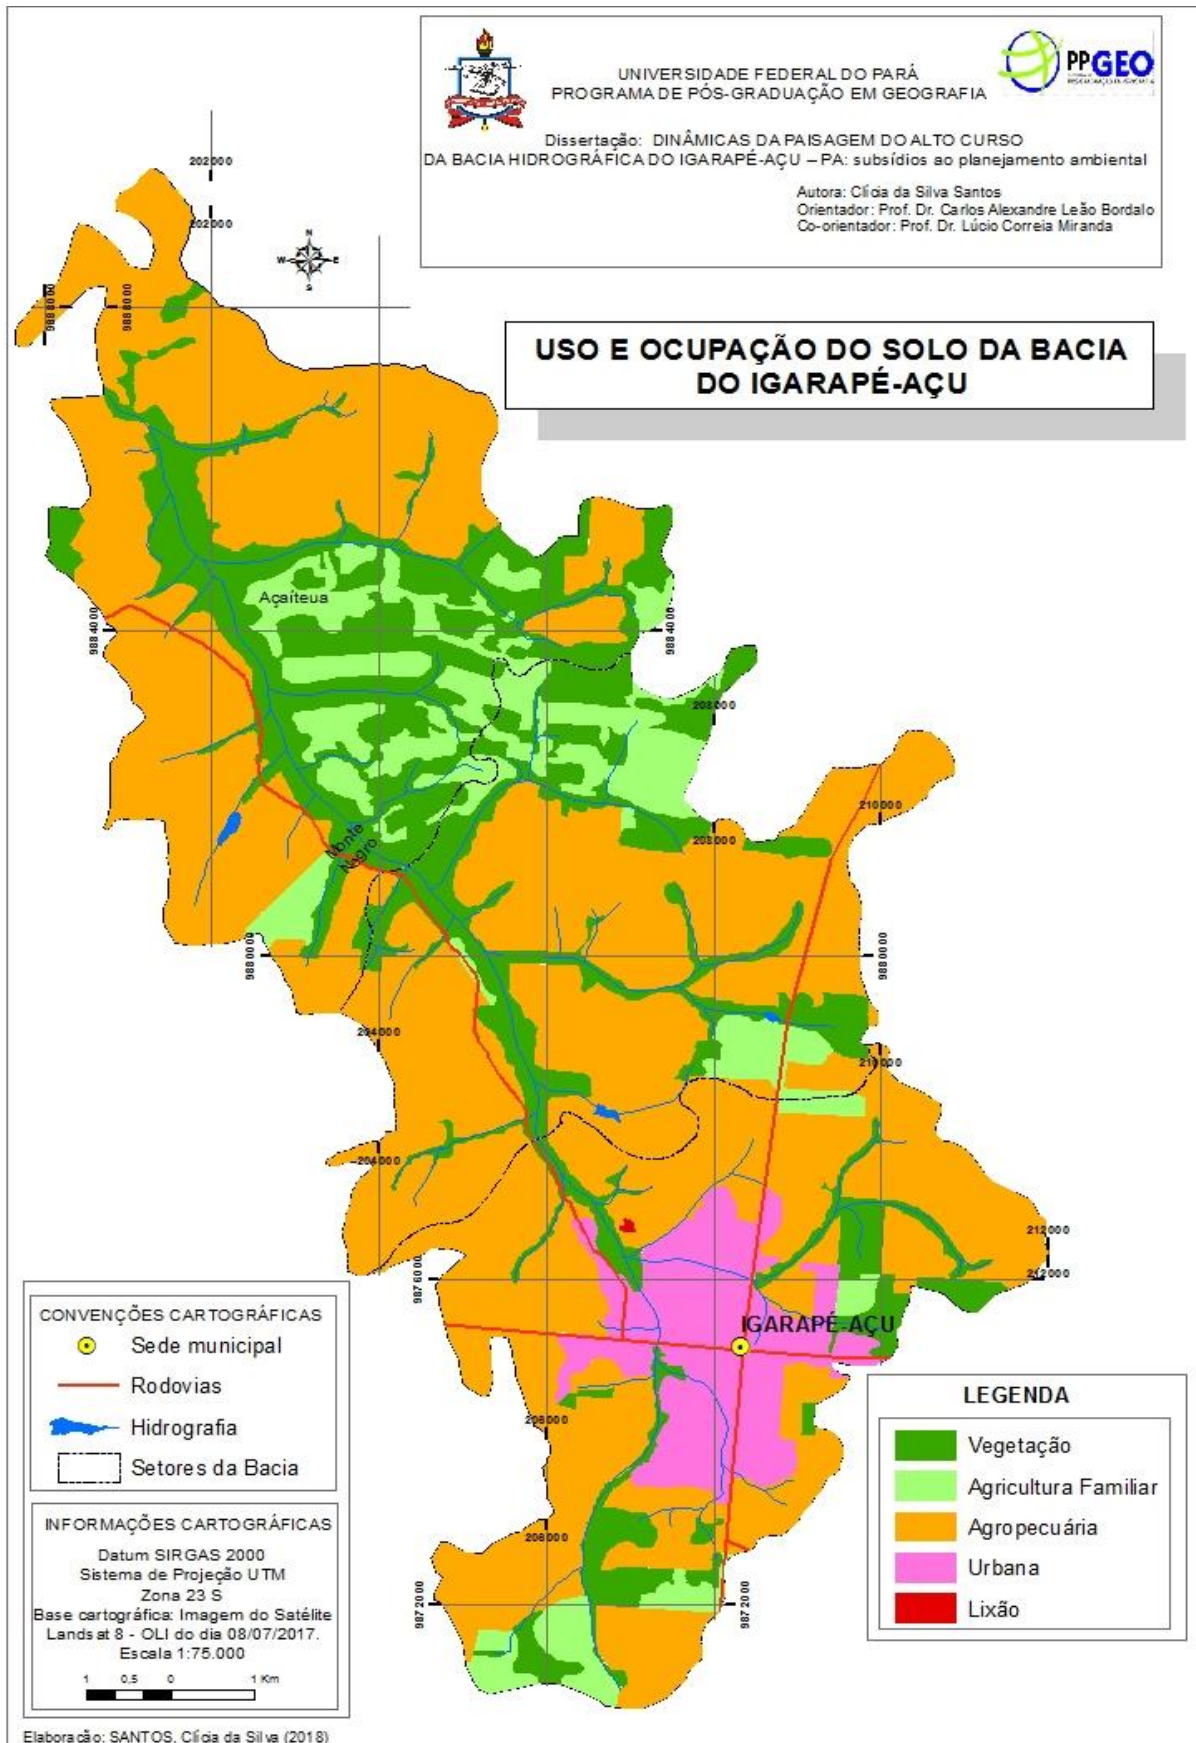 UNIVERSIDADE FEDERAL DO PARÁ
PROGRAMA DE PÓS-GRADUAÇÃO EM GEOGRAFIA
PPGEO
Dissertação: DINÂMICAS DA PAISAGEM DO ALTO CURSO
DA BACIA HIDROGRÁFICA DO IGARAPÉ-AÇU – PA: subsídios ao planejamento ambiental
Autora: Clícia da Silva Santos
Orientador: Prof. Dr. Carlos Alexandre Leão Bordalo
Co-orientador: Prof. Dr. Lúcio Correia Miranda
USO E OCUPAÇÃO DO SOLO DA BACIA
DO IGARAPÉ-AÇU
202000
202000
N
W
E
S
9888000
9888000
Açaíteua
9884000
9884000
208000
210000
208000
Monte
Negro
9880000
9880000
204000
210000
204000
212000
212000
9876000
IGARAPÉ-AÇU
206000
206000
9872000
9872000
CONVENÇÕES CARTOGRÁFICAS
Sede municipal
Rodovias
Hidrografia
Setores da Bacia
INFORMAÇÕES CARTOGRÁFICAS
Datum SIRGAS 2000
Sistema de Projeção UTM
Zona 23 S
Base cartográfica: Imagem do Satélite
Landsat 8 - OLI do dia 08/07/2017.
Escala 1:75.000
1 0,5 0 1 Km
LEGENDA
Vegetação
Agricultura Familiar
Agropecuária
Urbana
Lixão
Elaboração: SANTOS, Clícia da Silva (2018)